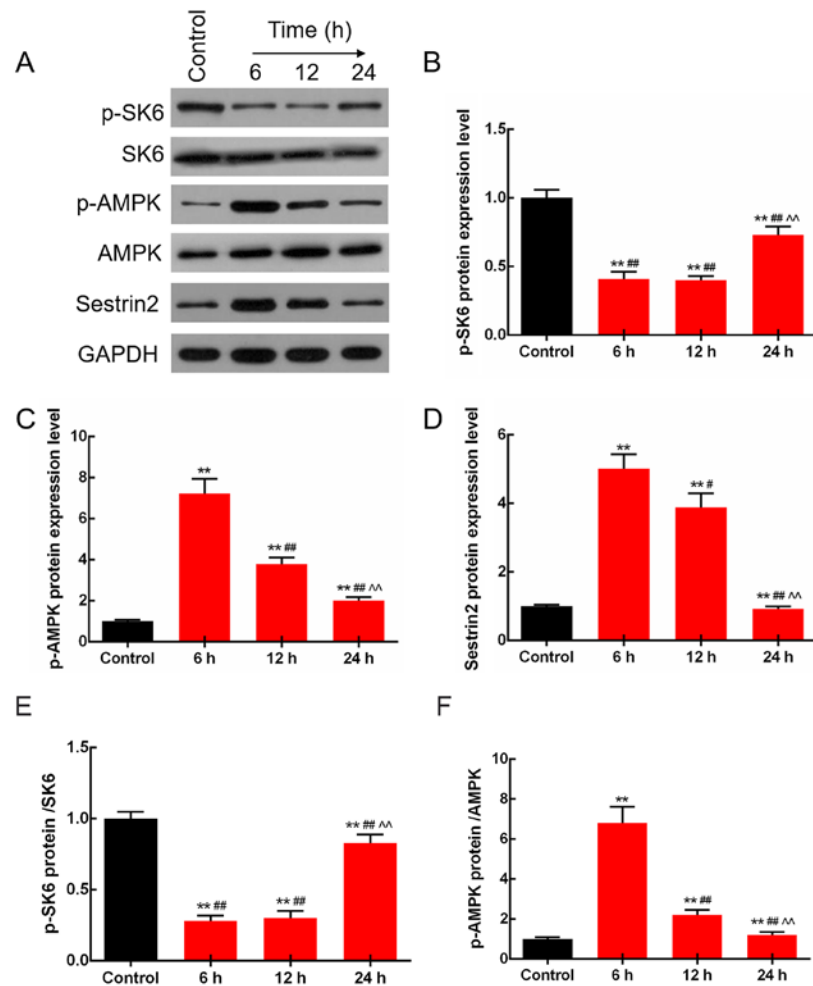 A
Control
Time (h)
6 12 24
p-SK6
SK6
p-AMPK
AMPK
Sestrin2
GAPDH
B
p-SK6 protein expression level
1.5
1.0
0.5
0.0
** ##
** ##
** ## ^^
Control 6 h 12 h 24 h
C
p-AMPK protein expression level
10
8
6
4
2
0
**
** ##
** ## ^^
Control 6 h 12 h 24 h
D
Sestrin2 protein expression level
6
4
2
0
**
** #
** ## ^^
Control 6 h 12 h 24 h
E
p-SK6 protein /SK6
1.5
1.0
0.5
0.0
** ##
** ##
** ## ^^
Control 6 h 12 h 24 h
F
p-AMPK protein /AMPK
10
8
6
4
2
0
**
** ##
** ## ^^
Control 6 h 12 h 24 h